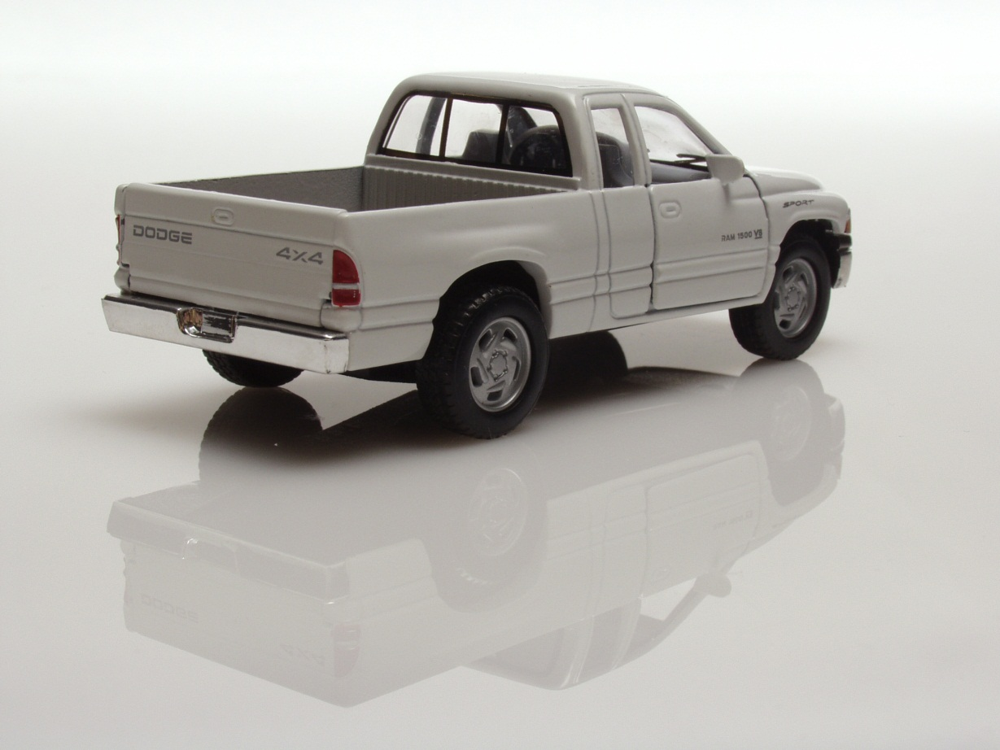 DODGE
4X4
RAM 1500 V8
SPORT